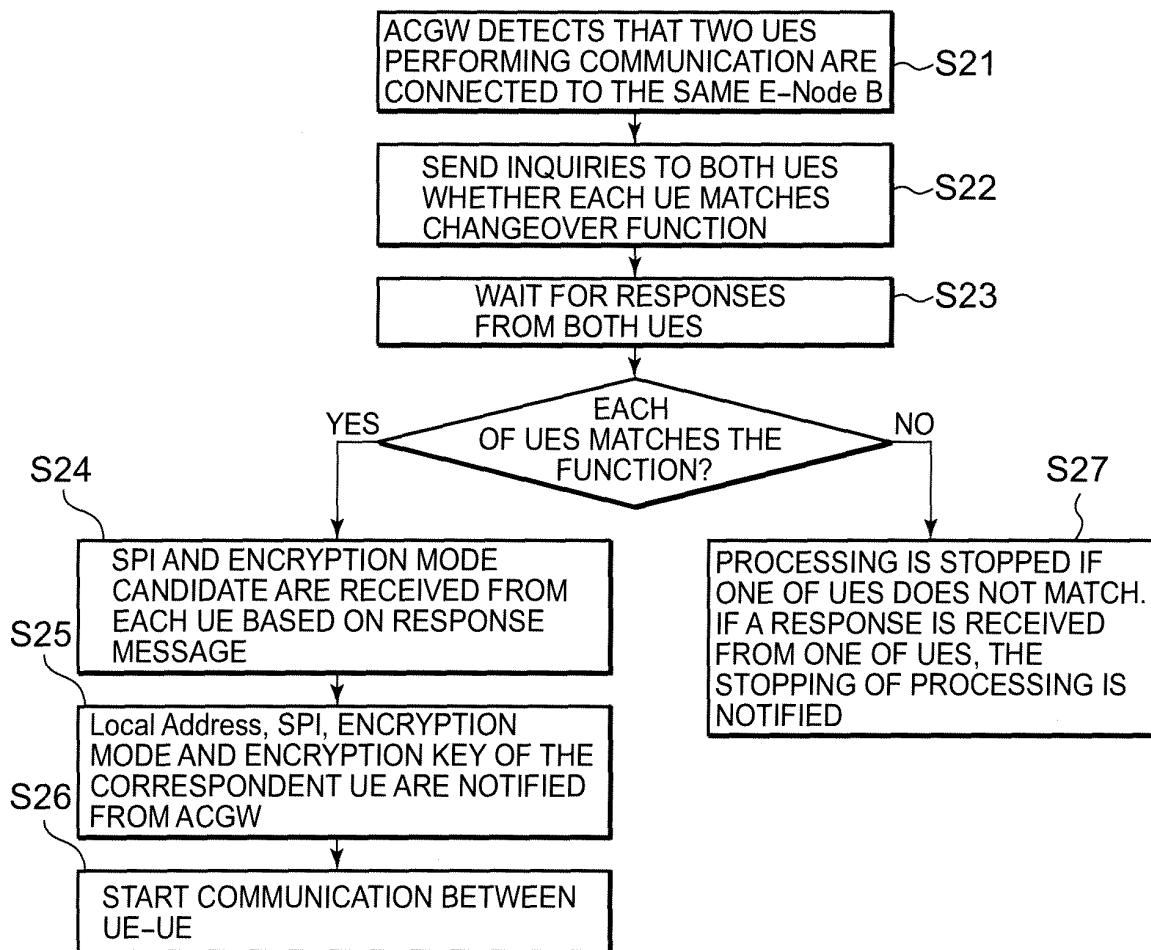 ACGW DETECTS THAT TWO UES
PERFORMING COMMUNICATION ARE
CONNECTED TO THE SAME E-Node B
S21
SEND INQUIRIES TO BOTH UES
WHETHER EACH UE MATCHES
CHANGEOVER FUNCTION
S22
WAIT FOR RESPONSES
FROM BOTH UES
S23
EACH
OF UES MATCHES THE
FUNCTION?
YES
NO
S24
SPI AND ENCRYPTION MODE
CANDIDATE ARE RECEIVED FROM
EACH UE BASED ON RESPONSE
MESSAGE
S25
Local Address, SPI, ENCRYPTION
MODE AND ENCRYPTION KEY OF THE
CORRESPONDENT UE ARE NOTIFIED
FROM ACGW
S26
START COMMUNICATION BETWEEN
UE-UE
S27
PROCESSING IS STOPPED IF
ONE OF UES DOES NOT MATCH.
IF A RESPONSE IS RECEIVED
FROM ONE OF UES, THE
STOPPING OF PROCESSING IS
NOTIFIED